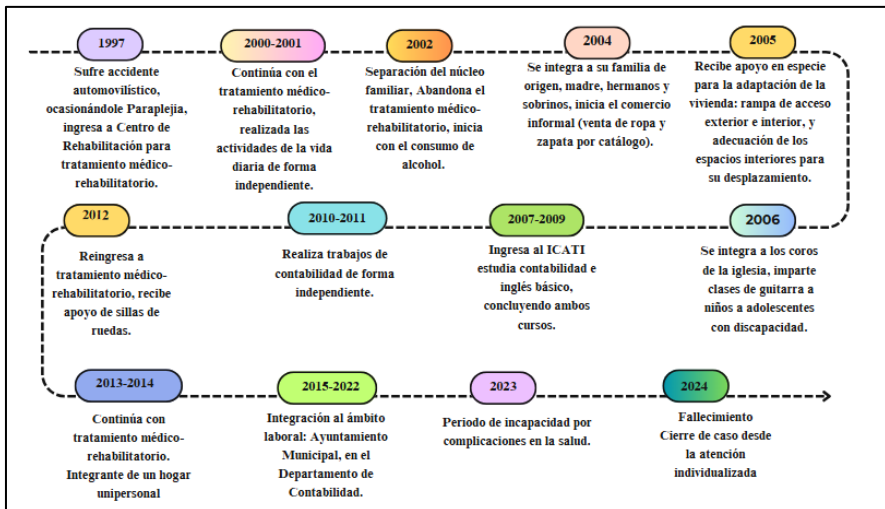 1997
Sufre accidente
automovilístico,
ocasionándole Paraplejia,
ingresa a Centro de
Rehabilitación para
tratamiento médico-
rehabilitatorio.
2000-2001
Continúa con el
tratamiento médico-
rehabilitatorio,
realizada las
actividades de la vida
diaria de forma
independiente.
2002
Separación del núcleo
familiar, Abandona el
tratamiento médico-
rehabilitatorio, inicia
con el consumo de
alcohol.
2004
Se integra a su familia de
origen, madre, hermanos y
sobrinos, inicia el comercio
informal (venta de ropa y
zapata por catálogo).
2005
Recibe apoyo en especie
para la adaptación de la
vivienda: rampa de acceso
exterior e interior, y
adecuación de los
espacios interiores para
su desplazamiento.
2006
Se integra a los coros
de la iglesia, imparte
clases de guitarra a
niños a adolescentes
con discapacidad.
2007-2009
Ingresa al ICATI
estudia contabilidad e
inglés básico,
concluyendo ambos
cursos.
2010-2011
Realiza trabajos de
contabilidad de forma
independiente.
2012
Reingresa a
tratamiento médico-
rehabilitatorio, recibe
apoyo de sillas de
ruedas.
2013-2014
Continúa con
tratamiento médico-
rehabilitatorio.
Integrante de un hogar
unipersonal
2015-2022
Integración al ámbito
laboral: Ayuntamiento
Municipal, en el
Departamento de
Contabilidad.
2023
Periodo de incapacidad por
complicaciones en la salud.
2024
Fallecimiento
Cierre de caso desde
la atención
individualizada